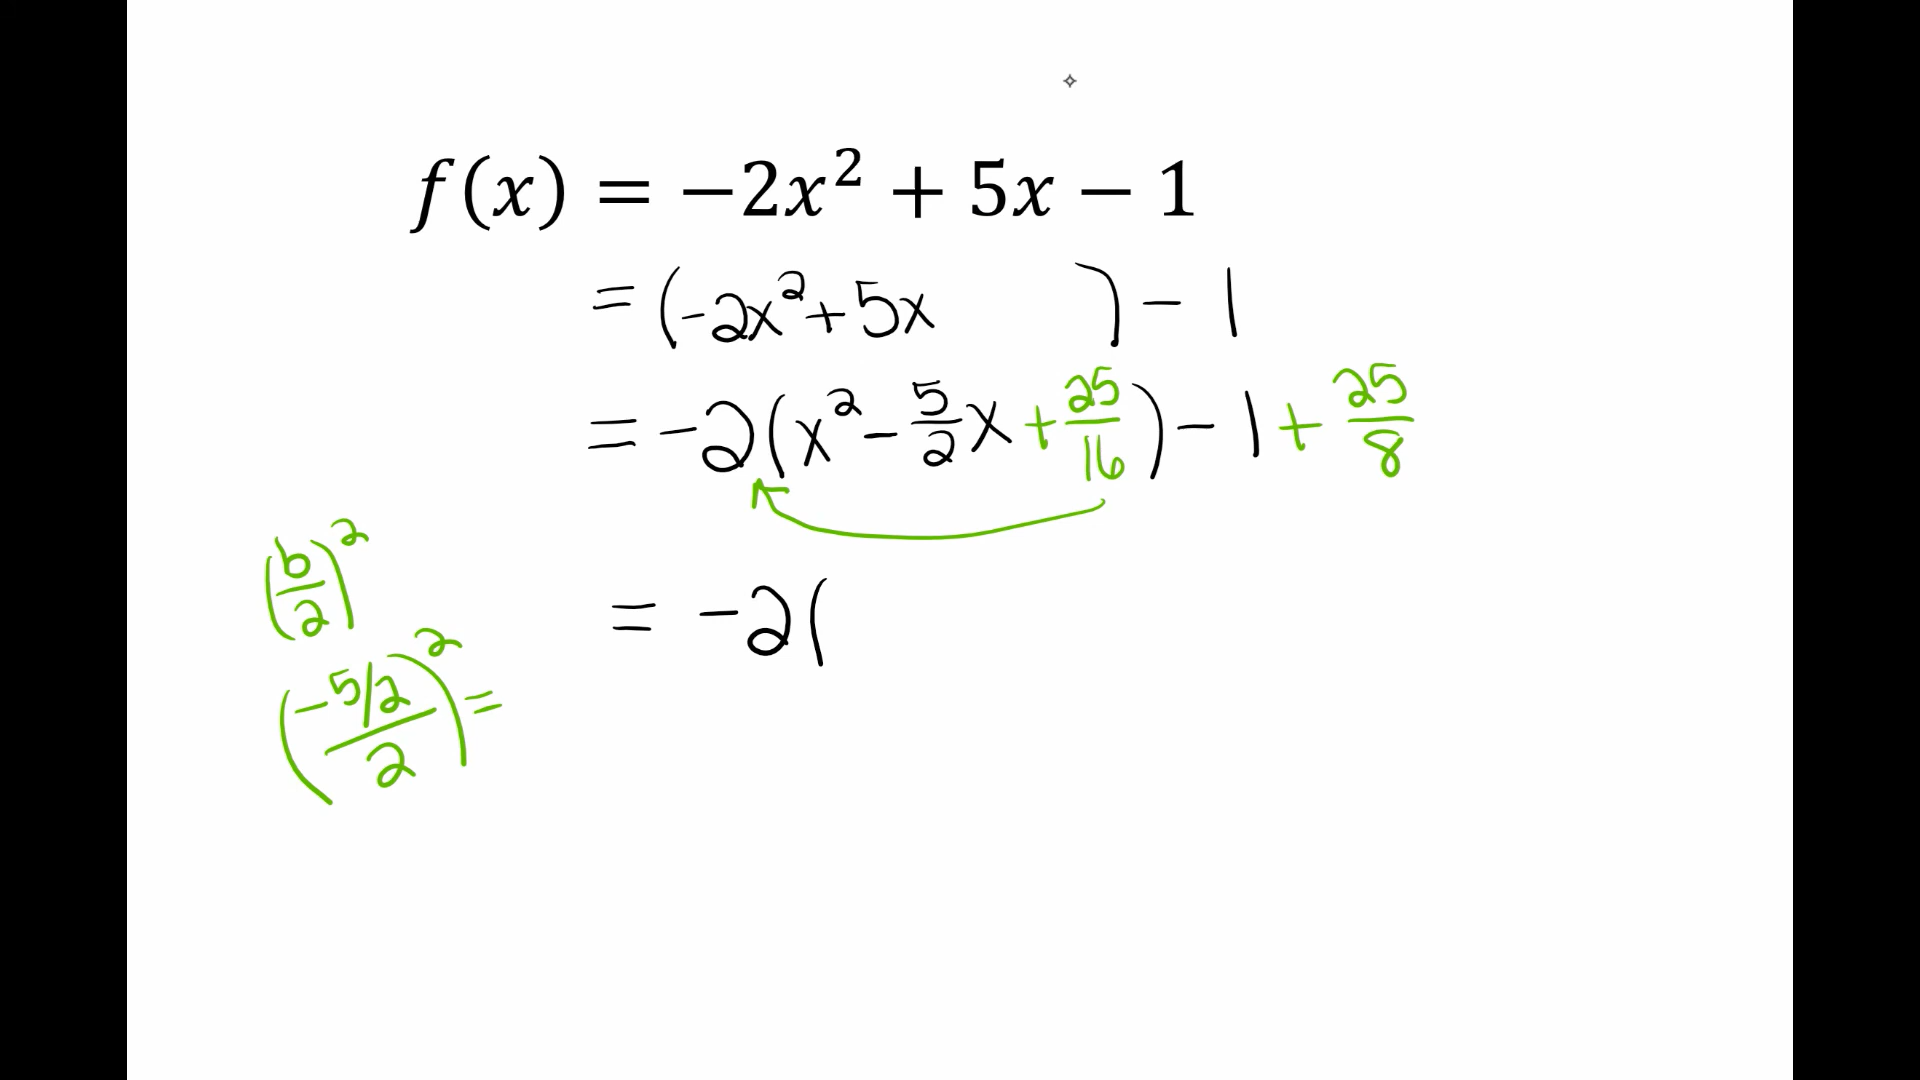 f(x) = −2x² + 5x − 1
= (-2x² + 5x ) - 1
= -2(x² - 5/2 x + 25/16) - 1 + 25/8
(b/2)²
= -2(
(-5/2 / 2)² =